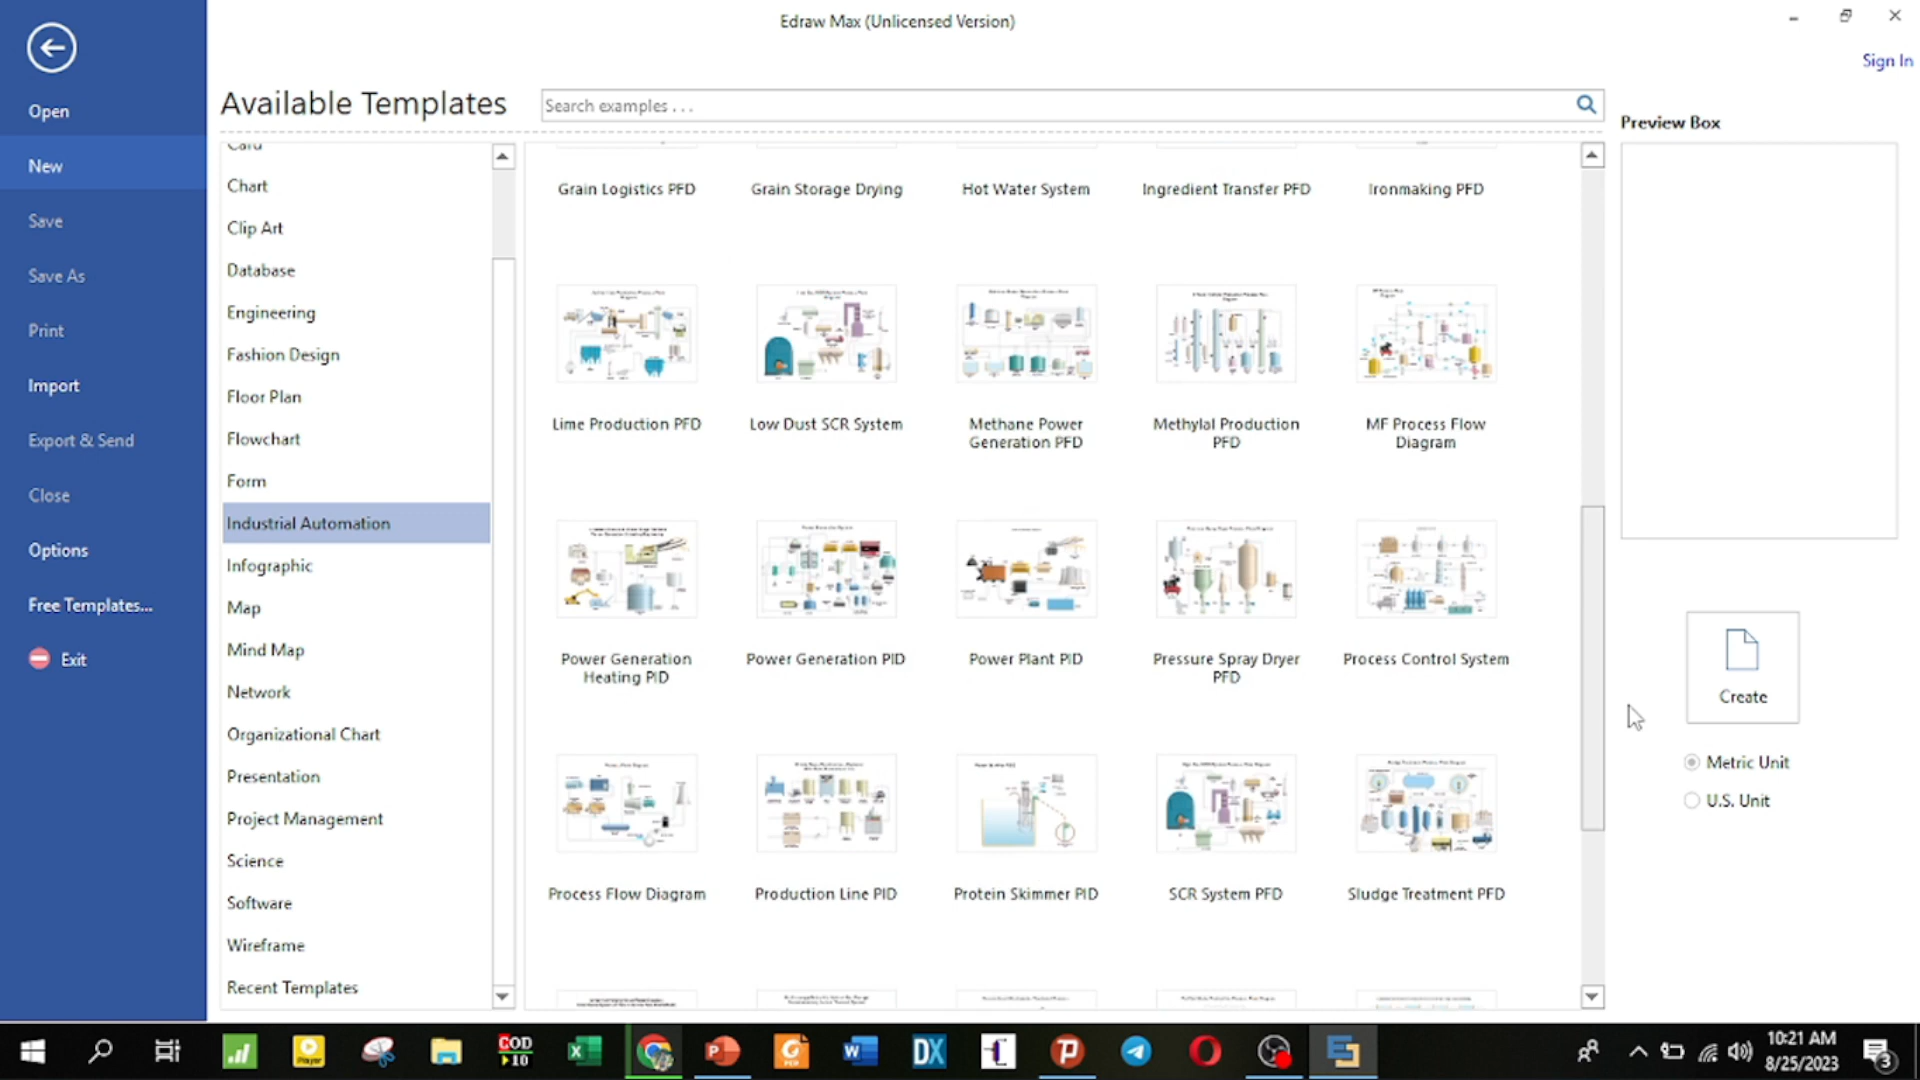 Edraw Max (Unlicensed Version)
Sign In
Open
New
Save
Save As
Print
Import
Export & Send
Close
Options
Free Templates...
Exit
Available Templates
Search examples . . .
Preview Box
Card
Chart
Clip Art
Database
Engineering
Fashion Design
Floor Plan
Flowchart
Form
Industrial Automation
Infographic
Map
Mind Map
Network
Organizational Chart
Presentation
Project Management
Science
Software
Wireframe
Recent Templates
Grain Logistics PFD
Grain Storage Drying
Hot Water System
Ingredient Transfer PFD
Ironmaking PFD
Lime Production PFD
Low Dust SCR System
Methane Power
Generation PFD
Methylal Production
PFD
MF Process Flow
Diagram
Power Generation
Heating PID
Power Generation PID
Power Plant PID
Pressure Spray Dryer
PFD
Process Control System
Process Flow Diagram
Production Line PID
Protein Skimmer PID
SCR System PFD
Sludge Treatment PFD
Create
Metric Unit
U.S. Unit
Player
COD
10
DX
10:21 AM
8/25/2023
3